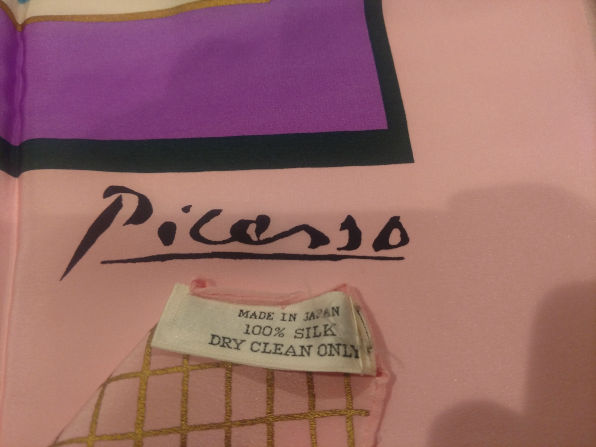 Picasso
MADE IN JAPAN
100% SILK
DRY CLEAN ONLY